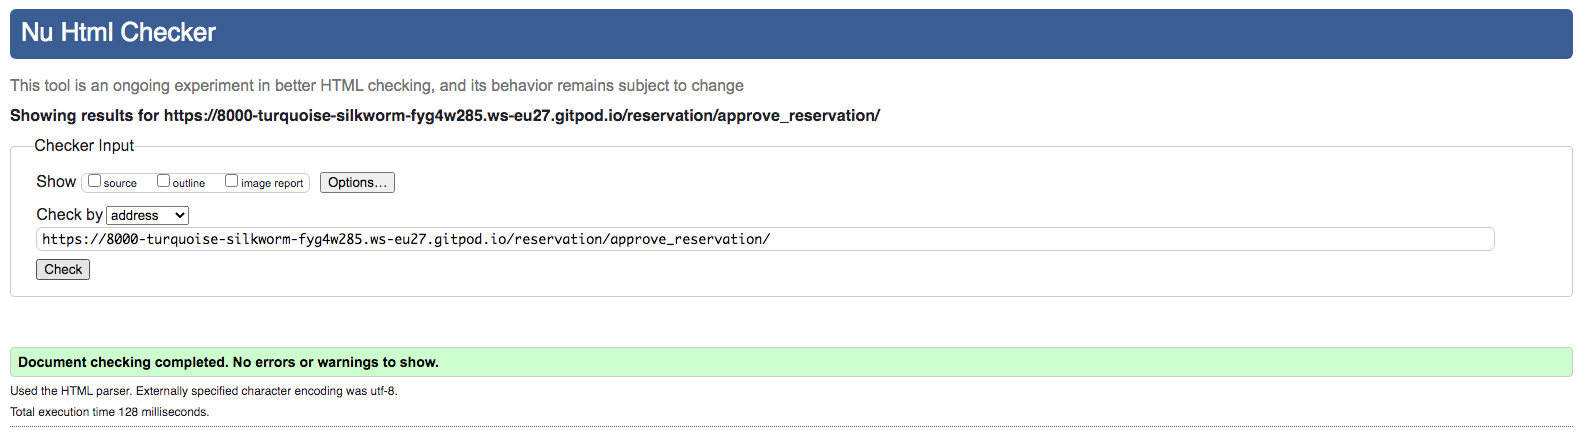 Nu Html Checker
This tool is an ongoing experiment in better HTML checking, and its behavior remains subject to change
Showing results for https://8000-turquoise-silkworm-fyg4w285.ws-eu27.gitpod.io/reservation/approve_reservation/
Checker Input
Show source outline image report Options...
Check by address
https://8000-turquoise-silkworm-fyg4w285.ws-eu27.gitpod.io/reservation/approve_reservation/
Check
Document checking completed. No errors or warnings to show.
Used the HTML parser. Externally specified character encoding was utf-8.
Total execution time 128 milliseconds.